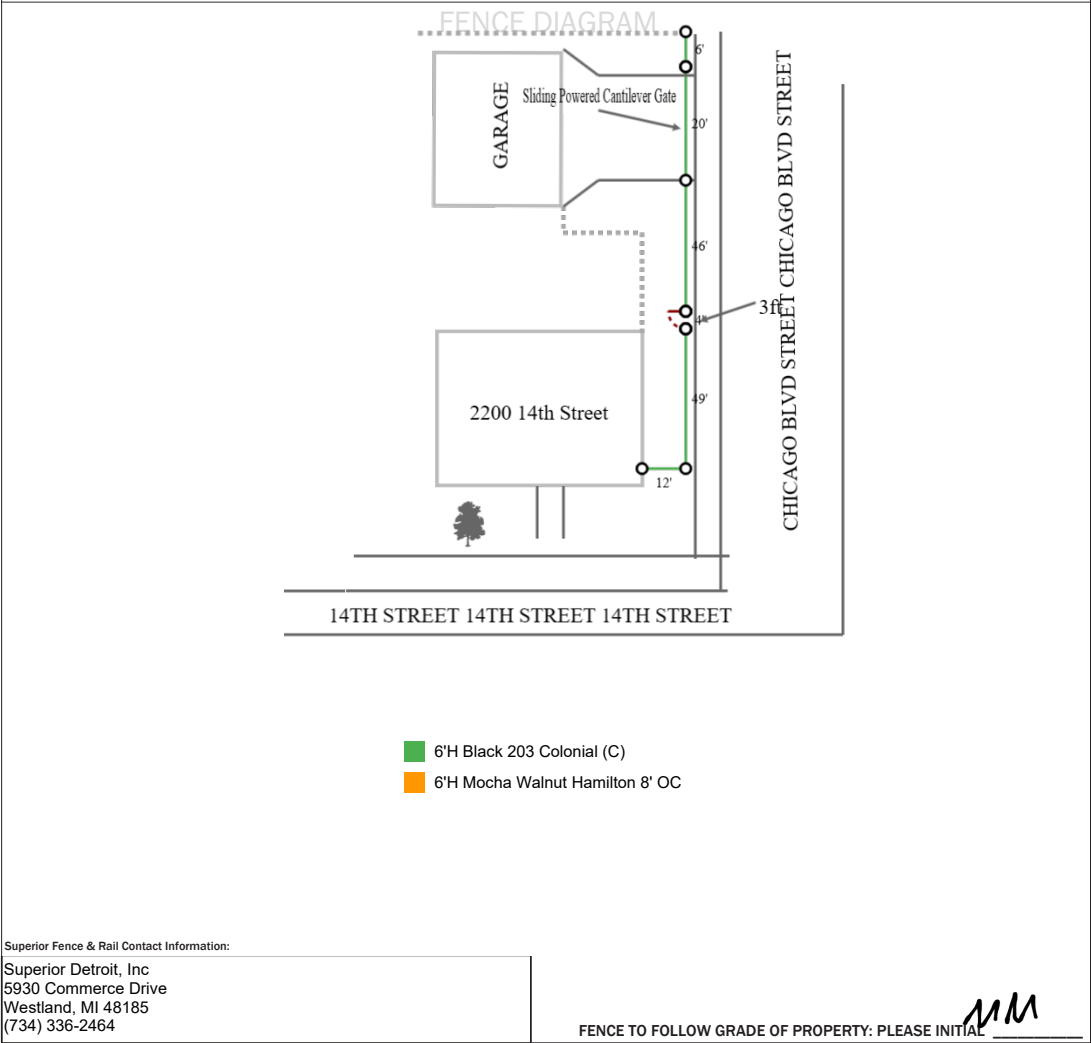 FENCE DIAGRAM
6'
GARAGE
Sliding Powered Cantilever Gate
20'
46'
3ft
4'
49'
2200 14th Street
12'
CHICAGO BLVD STREET CHICAGO BLVD STREET
14TH STREET 14TH STREET 14TH STREET
6'H Black 203 Colonial (C)
6'H Mocha Walnut Hamilton 8' OC
Superior Fence & Rail Contact Information:
Superior Detroit, Inc
5930 Commerce Drive
Westland, MI 48185
(734) 336-2464
FENCE TO FOLLOW GRADE OF PROPERTY: PLEASE INITIAL MM